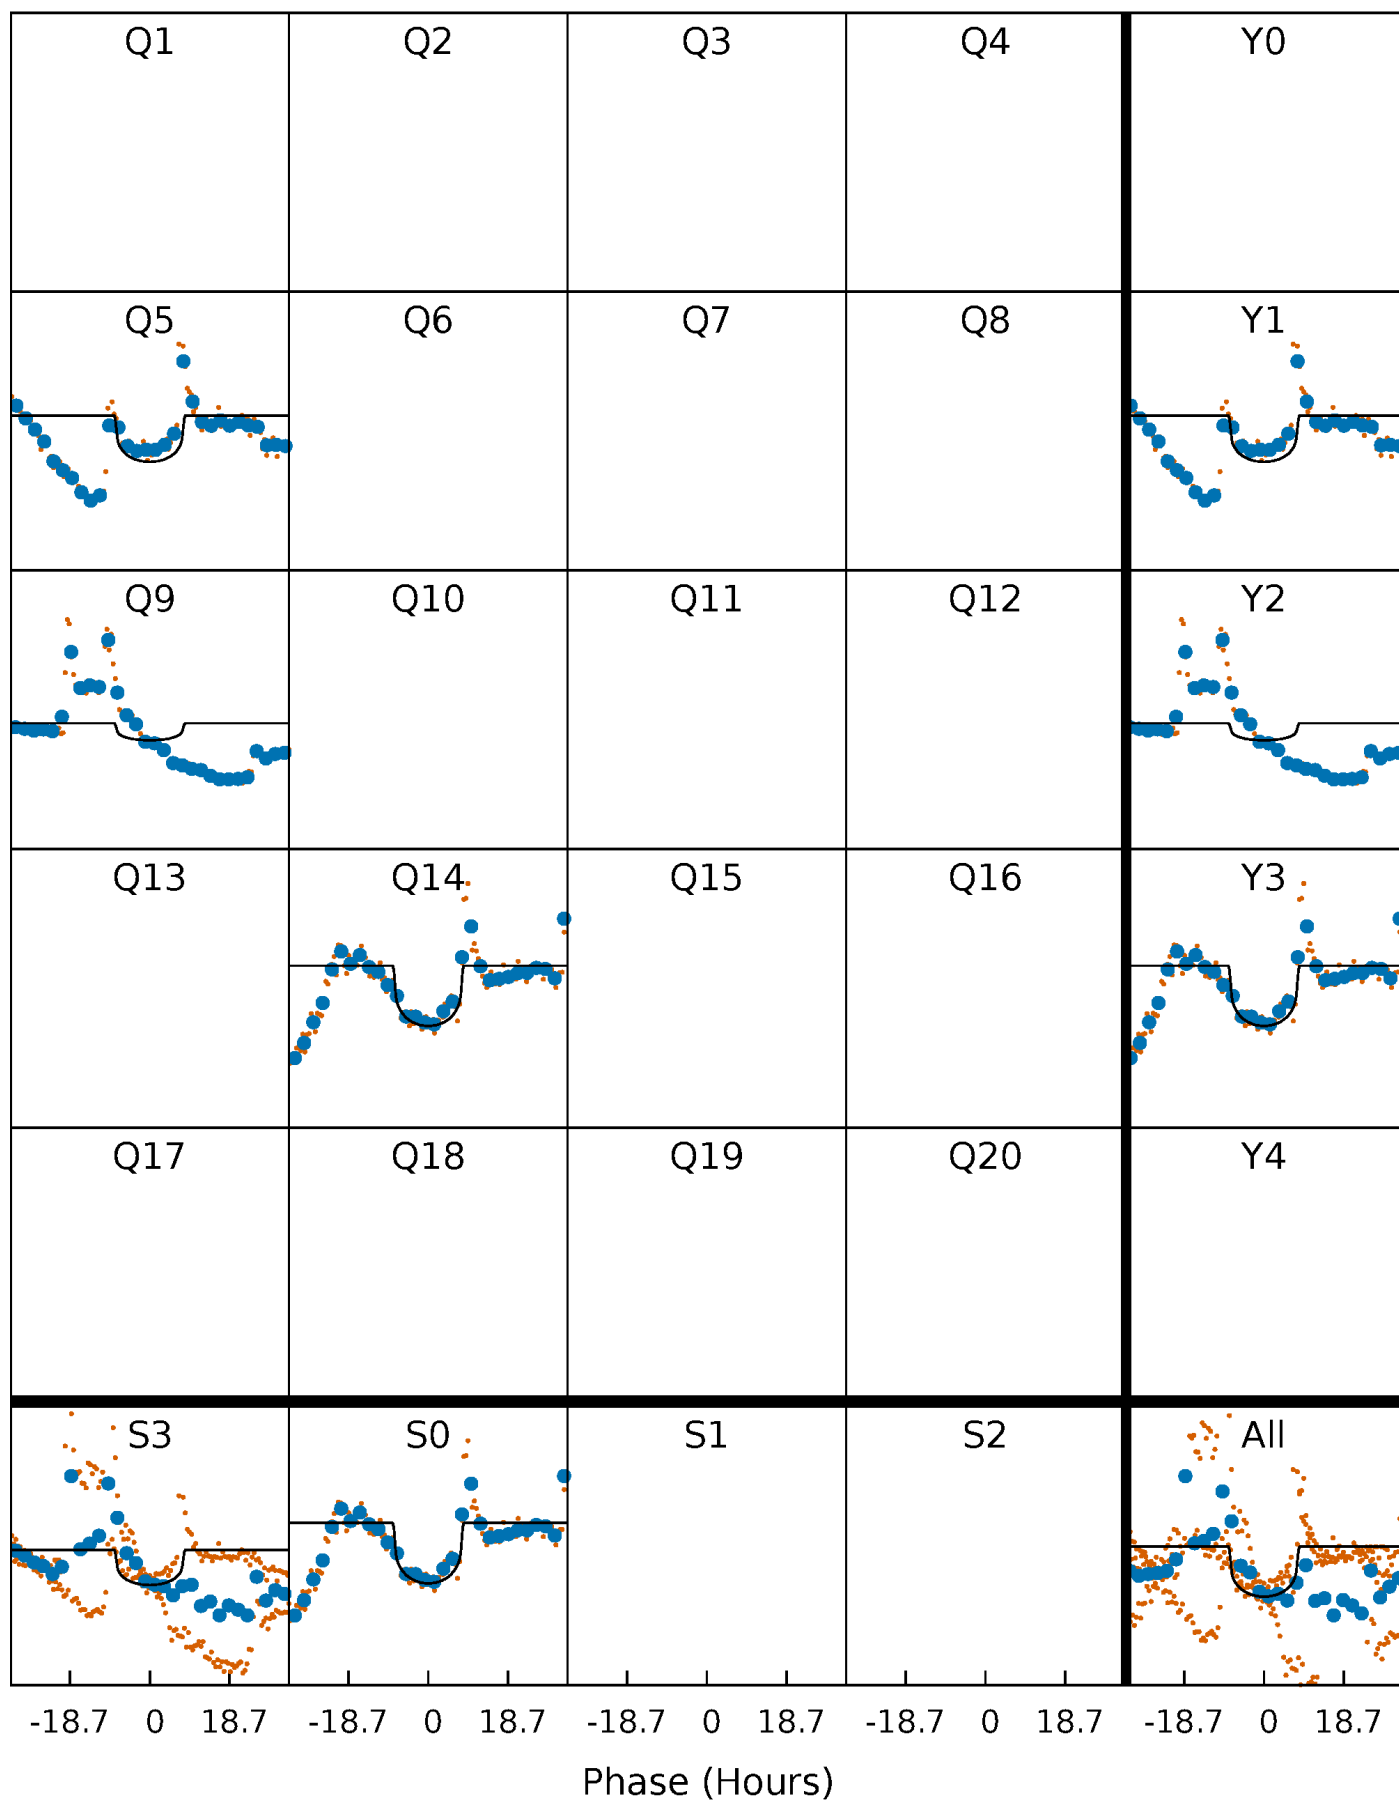 Q1 Q2 Q3 Q4 Y0
Q5 Q6 Q7 Q8 Y1
Q9 Q10 Q11 Q12 Y2
Q13 Q14 Q15 Q16 Y3
Q17 Q18 Q19 Q20 Y4
S3 S0 S1 S2 All
-18.7 0 18.7 -18.7 0 18.7 -18.7 0 18.7 -18.7 0 18.7 -18.7 0 18.7
Phase (Hours)